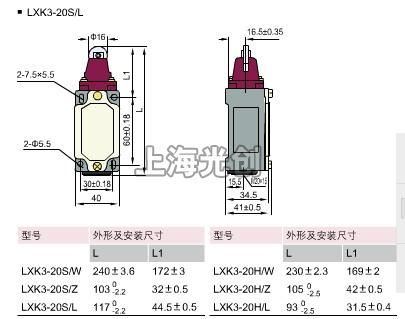 ■ LXK3-20S/L
Φ16
16.5±0.35
2-7.5×5.5
L1
L
60±0.18
2-Φ5.5
上海光创
30±0.18
40
15.5
M20×1.5
34.5
41±0.5
型号 外形及安装尺寸 型号 外形及安装尺寸
L L1 L L1
LXK3-20S/W 240±3.6 172±3 LXK3-20H/W 230±2.3 169±2
LXK3-20S/Z 103 0 -2.2 32±0.5 LXK3-20H/Z 105 0 -2.5 42±0.5
LXK3-20S/L 117 0 -2.2 44.5±0.5 LXK3-20H/L 93 0 -2.5 31.5±0.4